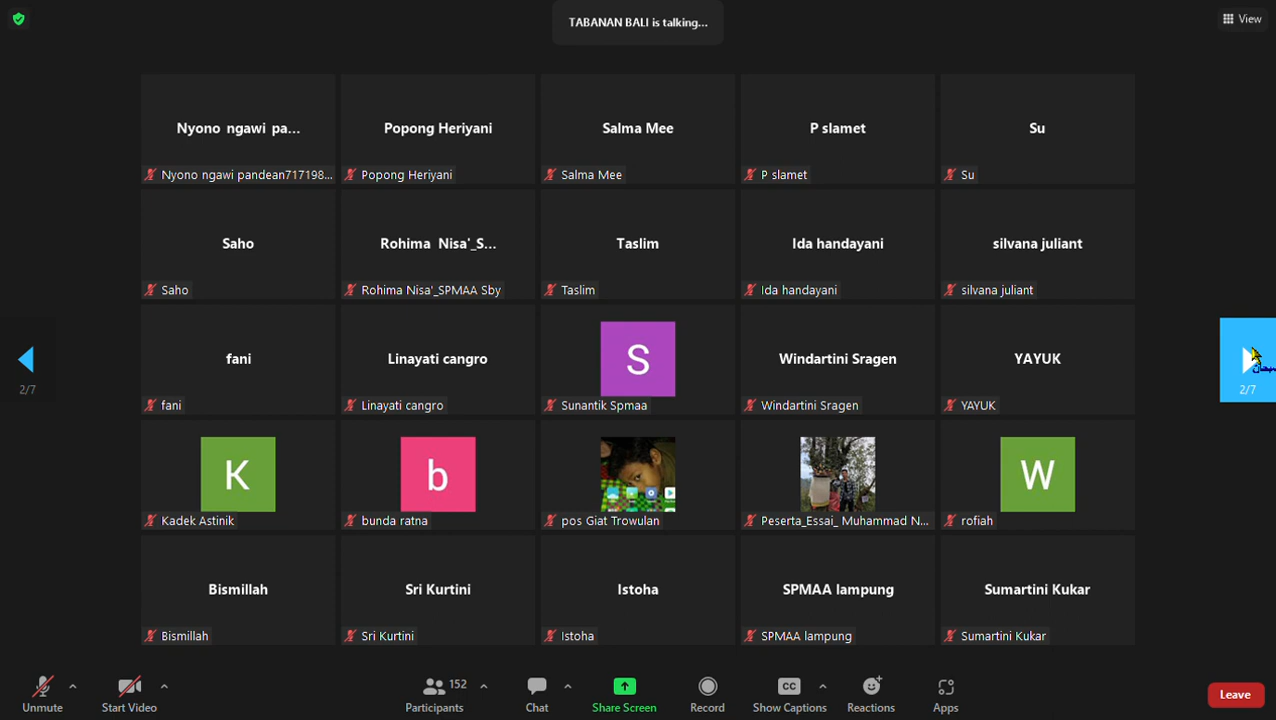 TABANAN BALI is talking...
View
Nyono ngawi pa...
Nyono ngawi pandean717198...
Popong Heriyani
Popong Heriyani
Salma Mee
Salma Mee
P slamet
P slamet
Su
Su
Saho
Saho
Rohima Nisa'_S...
Rohima Nisa'_SPMAA Sby
Taslim
Taslim
Ida handayani
Ida handayani
silvana juliant
silvana juliant
fani
fani
Linayati cangro
Linayati cangro
S
Sunantik Spmaa
Windartini Sragen
Windartini Sragen
YAYUK
YAYUK
2/7
2/7
K
Kadek Astinik
b
bunda ratna
pos Giat Trowulan
Peserta_Essai_ Muhammad N...
W
rofiah
Bismillah
Bismillah
Sri Kurtini
Sri Kurtini
Istoha
Istoha
SPMAA lampung
SPMAA lampung
Sumartini Kukar
Sumartini Kukar
Unmute
Start Video
152
Participants
Chat
Share Screen
Record
CC
Show Captions
Reactions
Apps
Leave